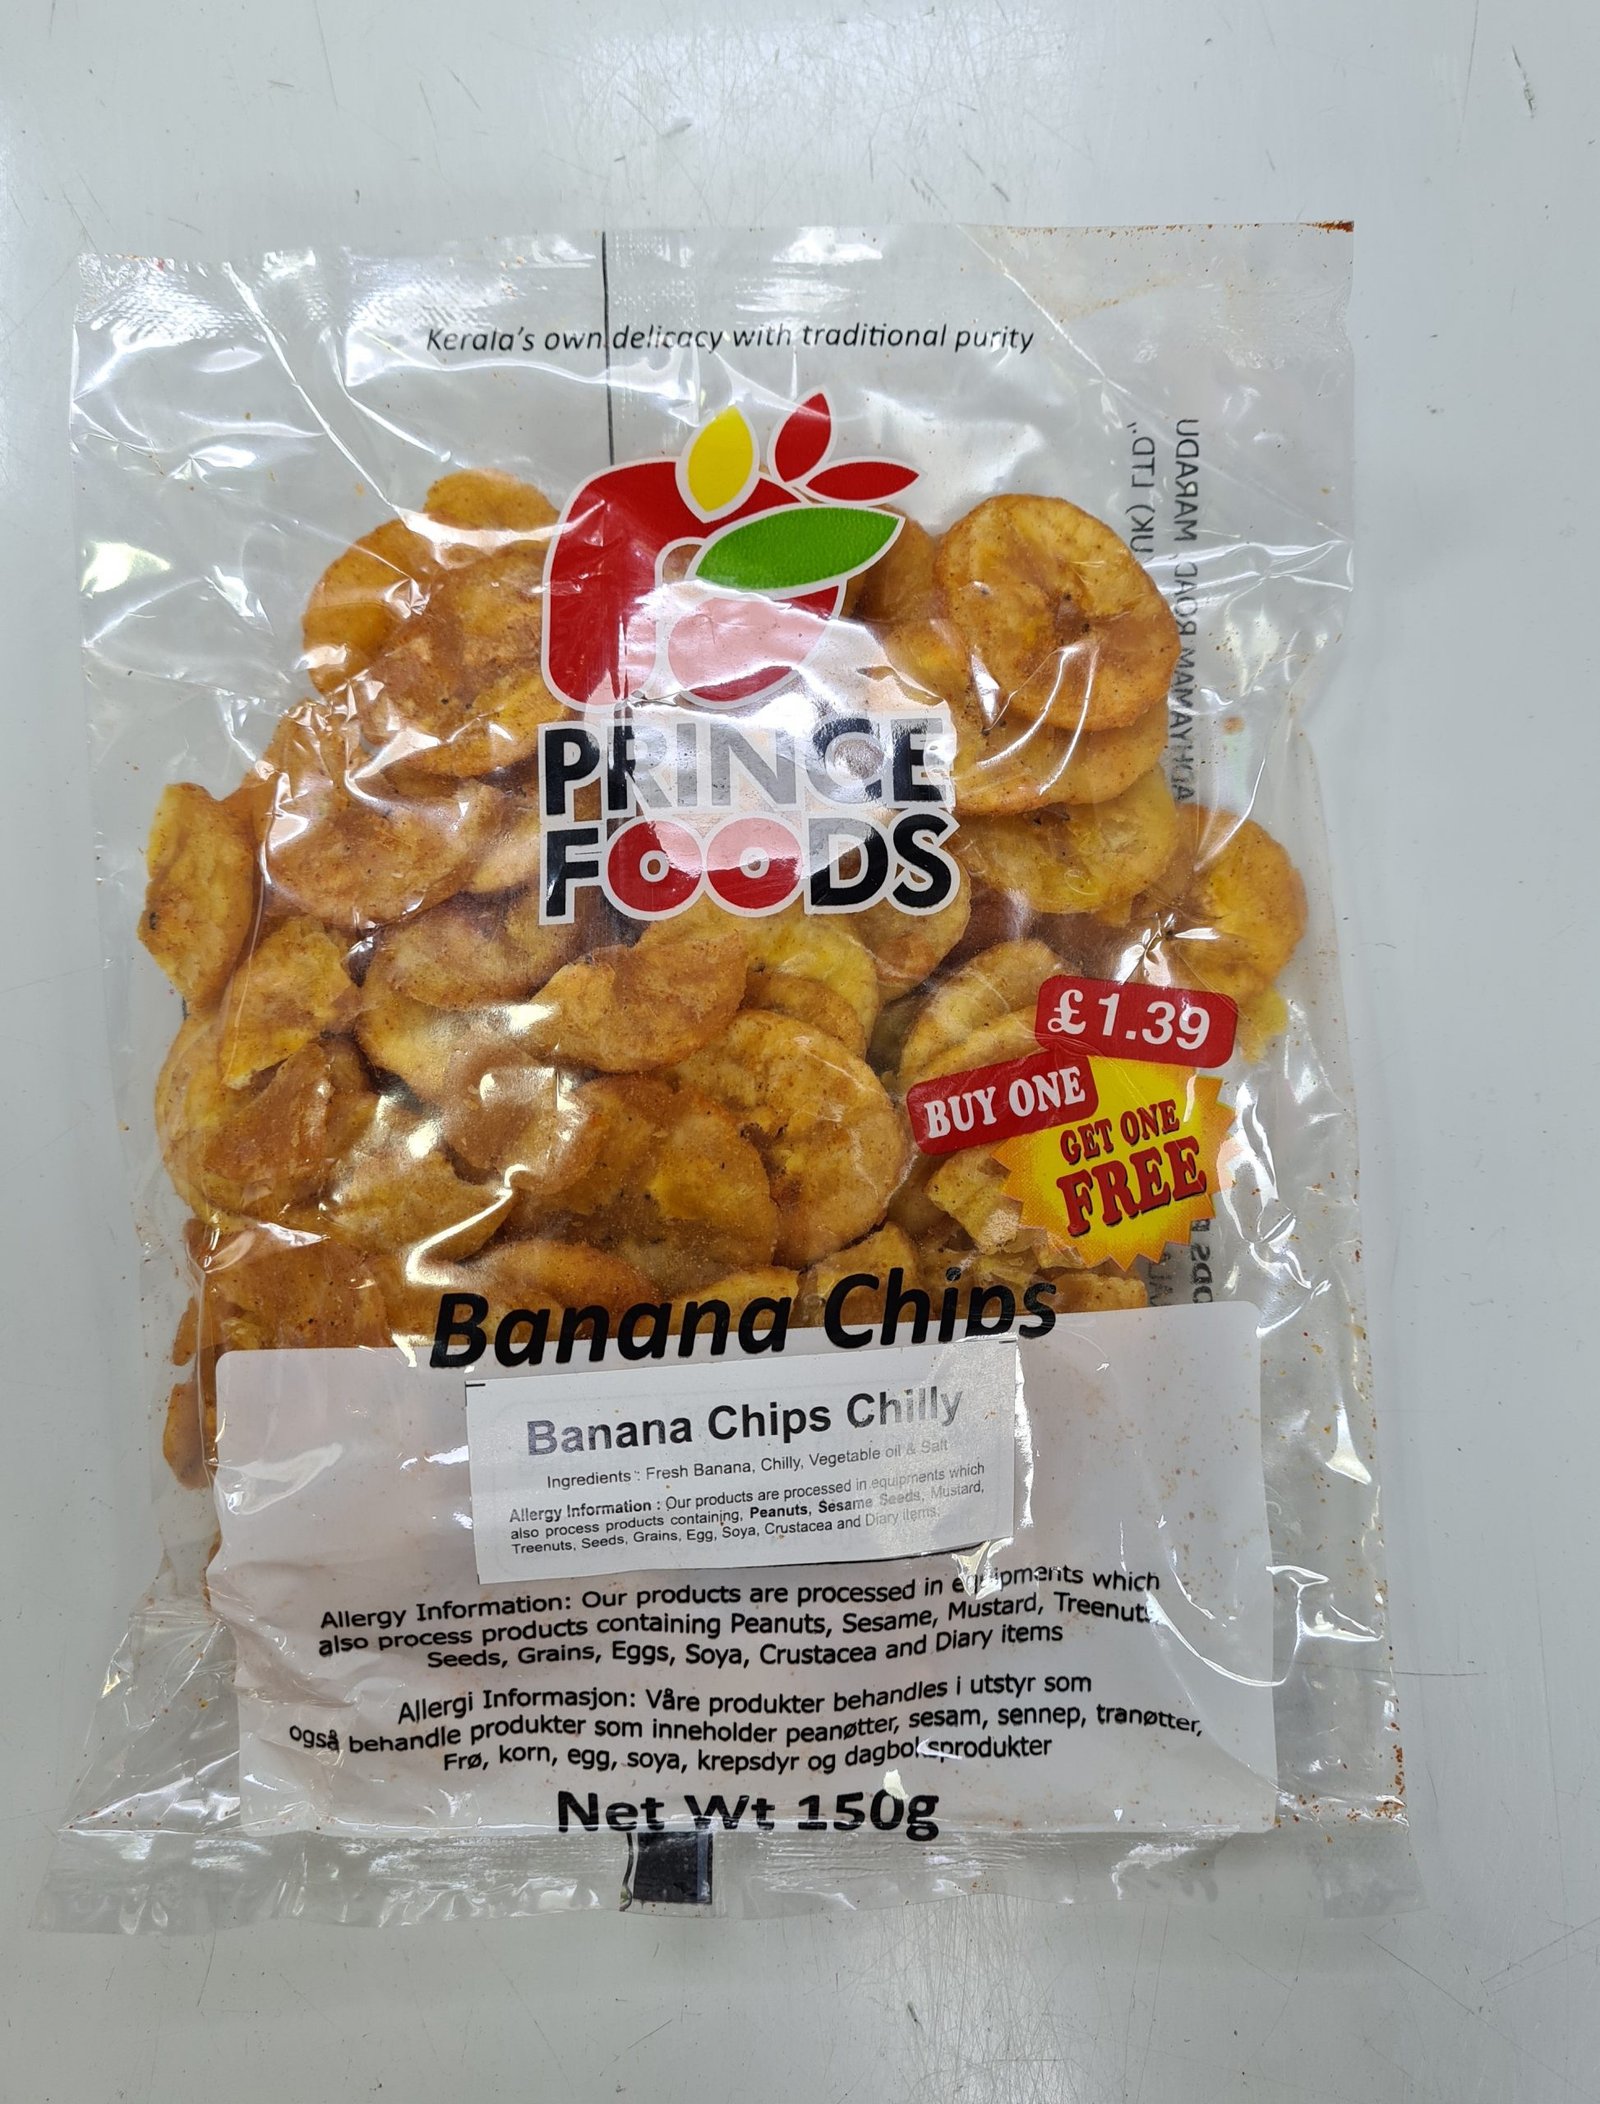 Kerala's own delicacy with traditional purity
PRINCE
FOODS
(UK) LTD"
ROAD, MARADU
£1.39
BUY ONE
GET ONE
FREE
Banana Chips
Banana Chips Chilly
Ingredients : Fresh Banana, Chilly, Vegetable oil & Salt
Allergy Information : Our products are processed in equipments which
also process products containing, Peanuts, Sesame Seeds, Mustard,
Treenuts, Seeds, Grains, Egg, Soya, Crustacea and Diary items.
Allergy Information: Our products are processed in equipments which
also process products containing Peanuts, Sesame, Mustard, Treenuts
Seeds, Grains, Eggs, Soya, Crustacea and Diary items
Allergi Informasjon: Våre produkter behandles i utstyr som
også behandle produkter som inneholder peanøtter, sesam, sennep, tranøtter,
Frø, korn, egg, soya, krepsdyr og dagboksprodukter
Net Wt 150g